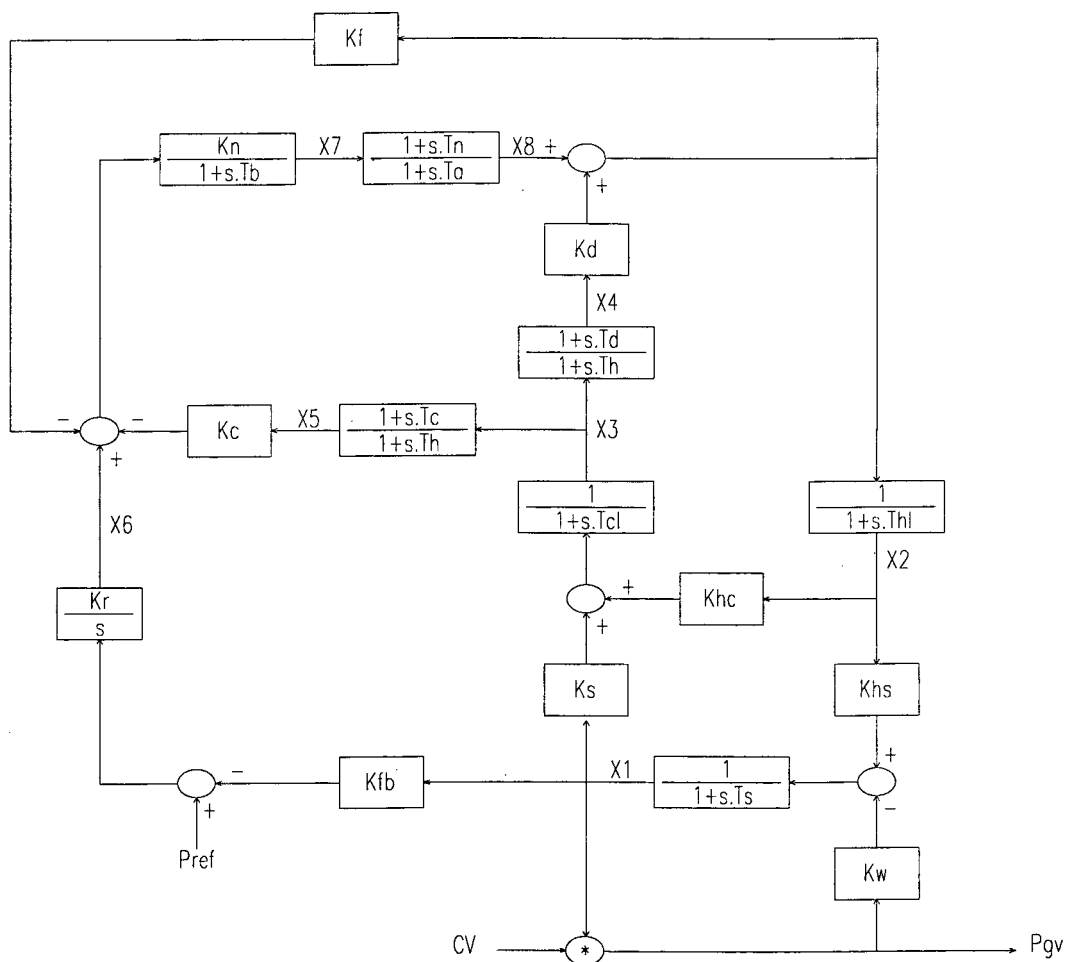 Kf
Kn
1+s.Tb
X7
1+s.Tn
1+s.Ta
X8 +
+
Kd
X4
1+s.Td
1+s.Th
- -
+
Kc
X5
1+s.Tc
1+s.Th
X3
1
1+s.Tcl
1
1+s.Thl
X6
X2
Kr
s
+
+
Khc
Ks
Khs
-
+
Kfb
X1
1
1+s.Ts
+
-
Pref
Kw
CV
*
Pgv